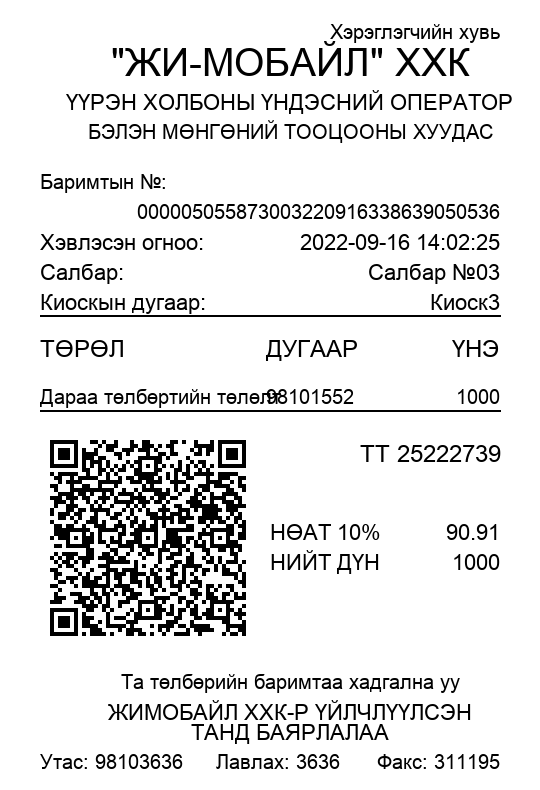 Хэрэглэгчийн хувь
"ЖИ-МОБАЙЛ" ХХК
ҮҮРЭН ХОЛБОНЫ ҮНДЭСНИЙ ОПЕРАТОР
БЭЛЭН МӨНГӨНИЙ ТООЦООНЫ ХУУДАС
Баримтын №:
000005055873003220916338639050536
Хэвлэсэн огноо: 2022-09-16 14:02:25
Салбар: Салбар №03
Киоскын дугаар: Киоск3
ТӨРӨЛ ДУГААР ҮНЭ
Дараа төлбөртийн төлөлт 98101552 1000
ТТ 25222739
НӨАТ 10% 90.91
НИЙТ ДҮН 1000
Та төлбөрийн баримтаа хадгална уу
ЖИМОБАЙЛ ХХК-Р ҮЙЛЧЛҮҮЛСЭН
ТАНД БАЯРЛАЛАА
Утас: 98103636 Лавлах: 3636 Факс: 311195